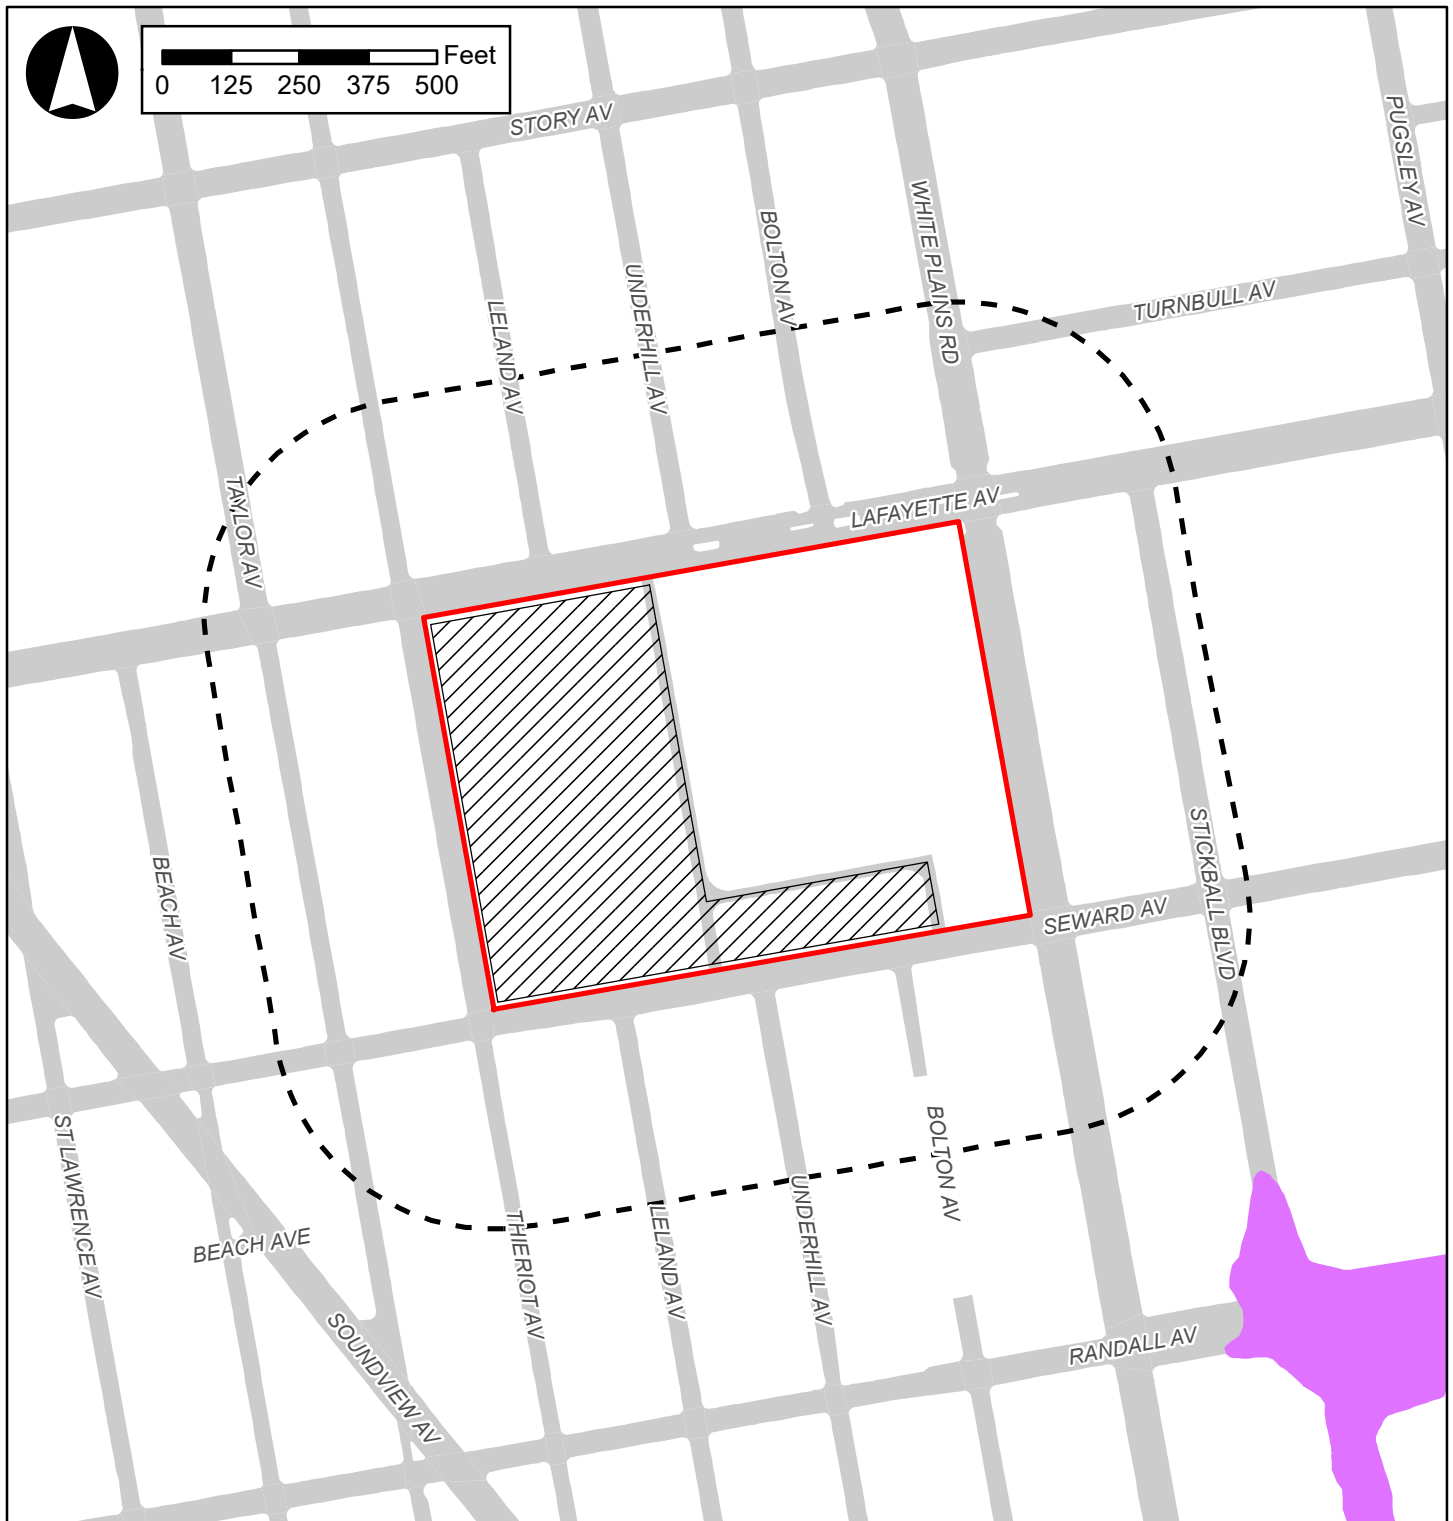 Feet
0 125 250 375 500
STORY AV
PUGSLEY AV
WHITE PLAINS RD
BOLTON AV
UNDERHILL AV
LELAND AV
TURNBULL AV
TAYLOR AV
LAFAYETTE AV
STICKBALL BLVD
BEACH AV
SEWARD AV
ST LAWRENCE AV
BOLTON AV
UNDERHILL AV
LELAND AV
THIERIOT AV
BEACH AVE
SOUNDVIEW AV
RANDALL AV